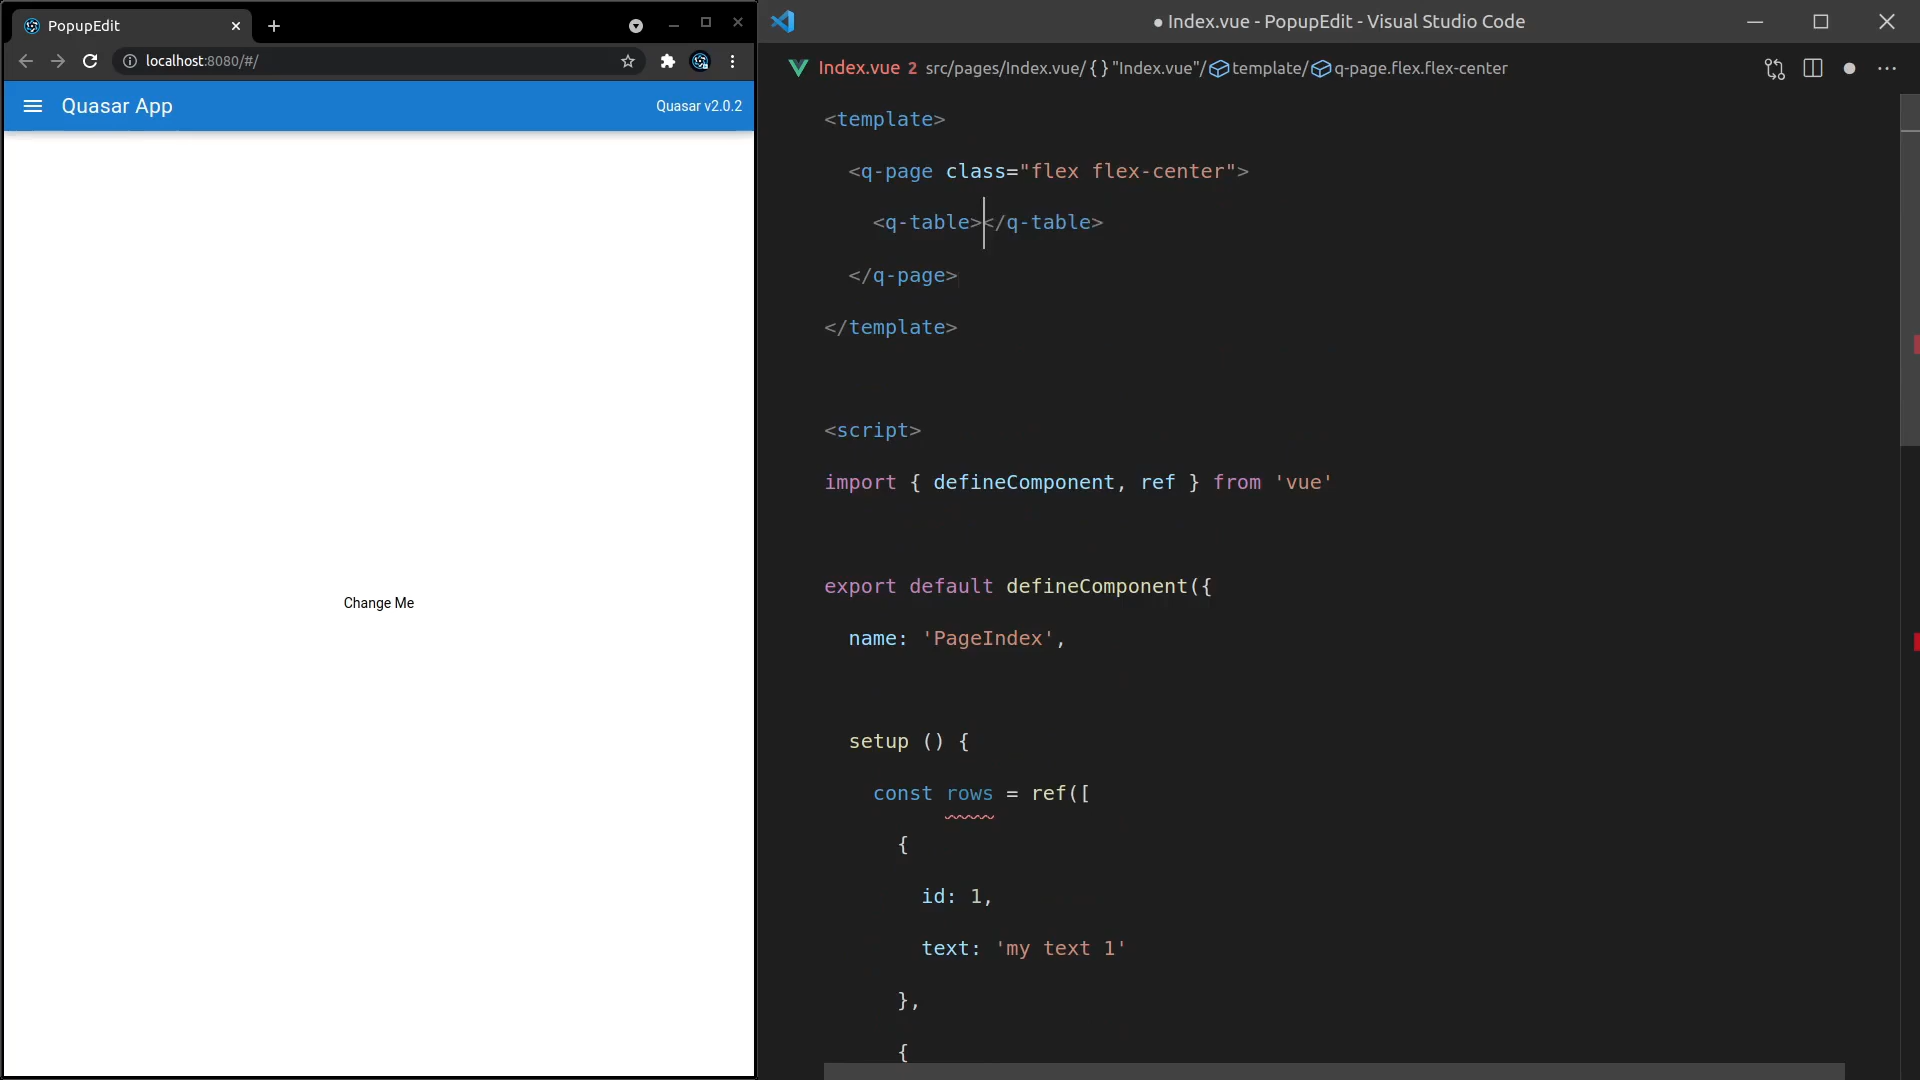 PopupEdit
localhost:8080/#/
Quasar App
Quasar v2.0.2
Change Me
● Index.vue - PopupEdit - Visual Studio Code
Index.vue 2 src/pages/Index.vue/ { } "Index.vue"/ template/ q-page.flex.flex-center
<template>
<q-page class="flex flex-center">
<q-table></q-table>
</q-page>
</template>
<script>
import { defineComponent, ref } from 'vue'
export default defineComponent({
name: 'PageIndex',
setup () {
const rows = ref([
{
id: 1,
text: 'my text 1'
},
{